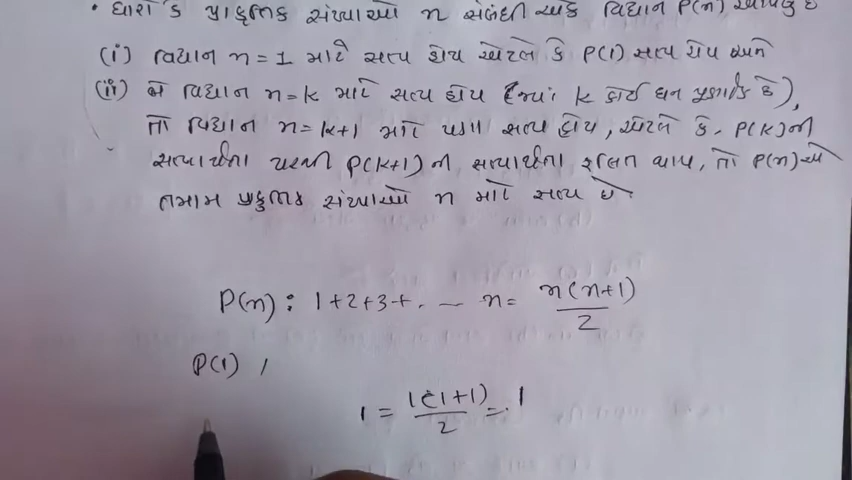 • ધારો કે પ્રાકૃતિક સંખ્યાઓ n સંબંધી એક વિધાન P(n) આપેલું છે
(i) વિધાન n = 1 માટે સત્ય હોય એટલે કે P(1) સત્ય હોય અને
(ii) જો વિધાન n = k માટે સત્ય હોય (જ્યાં k કોઈ ધન પૂર્ણાંક છે),
તો વિધાન n = k+1 માટે પણ સત્ય હોય, એટલે કે P(k) ની
સત્યાર્થતા પરથી P(k+1) ની સત્યાર્થતા ફલિત થાય, તો P(n) એ
તમામ પ્રાકૃતિક સંખ્યાઓ n માટે સત્ય છે.
P(n) : 1+2+3+. — n = n(n+1)/2
P(1) ,
1 = 1(1+1)/2 = 1